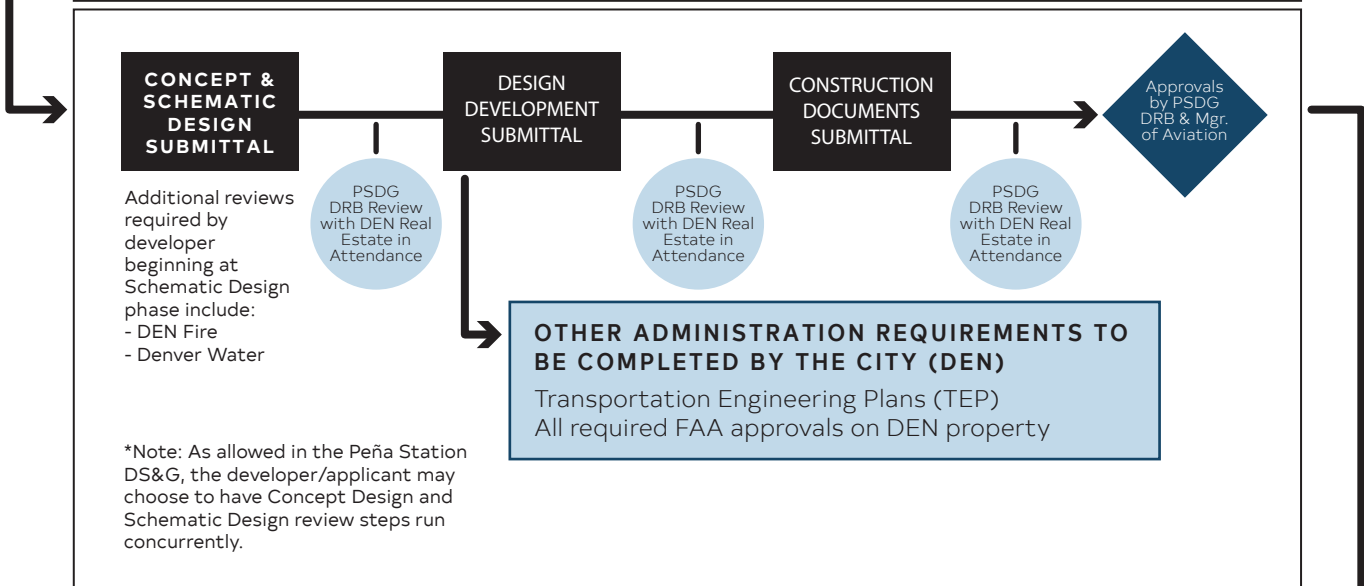 CONCEPT &
SCHEMATIC
DESIGN
SUBMITTAL
DESIGN
DEVELOPMENT
SUBMITTAL
CONSTRUCTION
DOCUMENTS
SUBMITTAL
Approvals
by PSDG
DRB & Mgr.
of Aviation
PSDG
DRB Review
with DEN Real
Estate in
Attendance
PSDG
DRB Review
with DEN Real
Estate in
Attendance
PSDG
DRB Review
with DEN Real
Estate in
Attendance
Additional reviews
required by
developer
beginning at
Schematic Design
phase include:
- DEN Fire
- Denver Water
OTHER ADMINISTRATION REQUIREMENTS TO
BE COMPLETED BY THE CITY (DEN)
Transportation Engineering Plans (TEP)
All required FAA approvals on DEN property
*Note: As allowed in the Peña Station
DS&G, the developer/applicant may
choose to have Concept Design and
Schematic Design review steps run
concurrently.